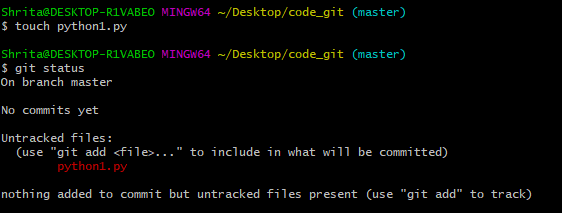 Shrita@DESKTOP-R1VABEO MINGW64 ~/Desktop/code_git (master)
$ touch python1.py
Shrita@DESKTOP-R1VABEO MINGW64 ~/Desktop/code_git (master)
$ git status
On branch master
No commits yet
Untracked files:
  (use "git add <file>..." to include in what will be committed)
        python1.py
nothing added to commit but untracked files present (use "git add" to track)